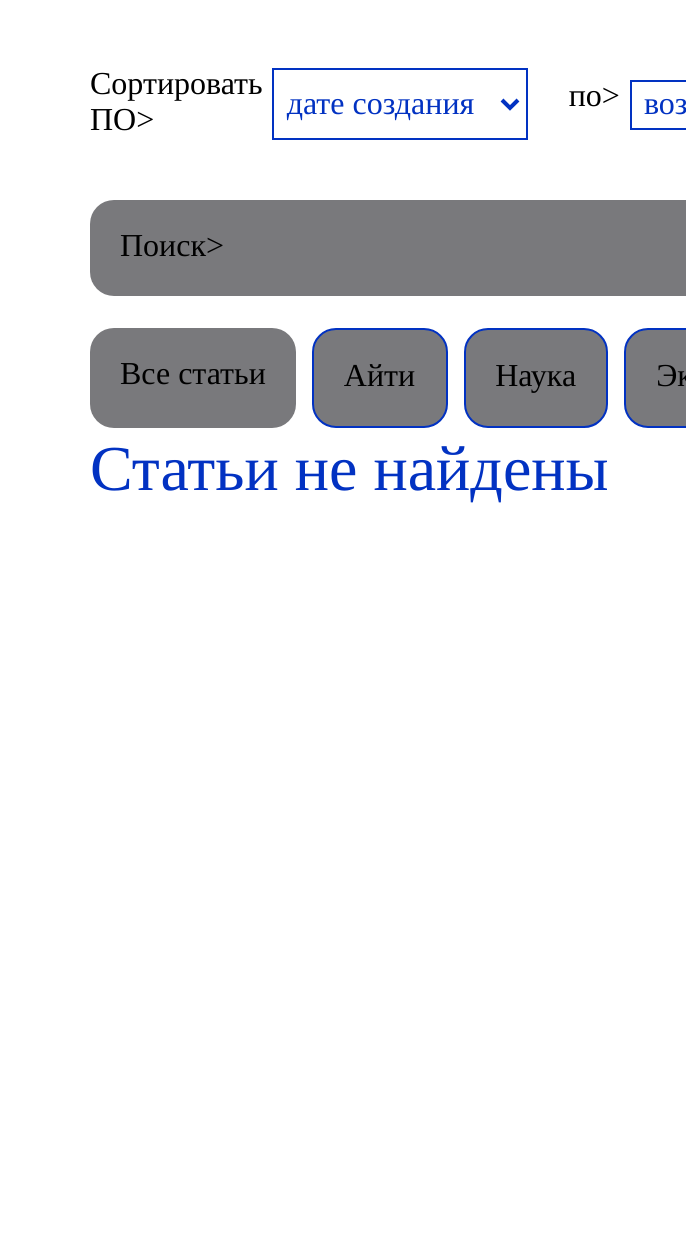 Сортировать
ПО>
дате создания
по>
воз
Поиск>
Все статьи
Айти
Наука
Эк
Статьи не найдены